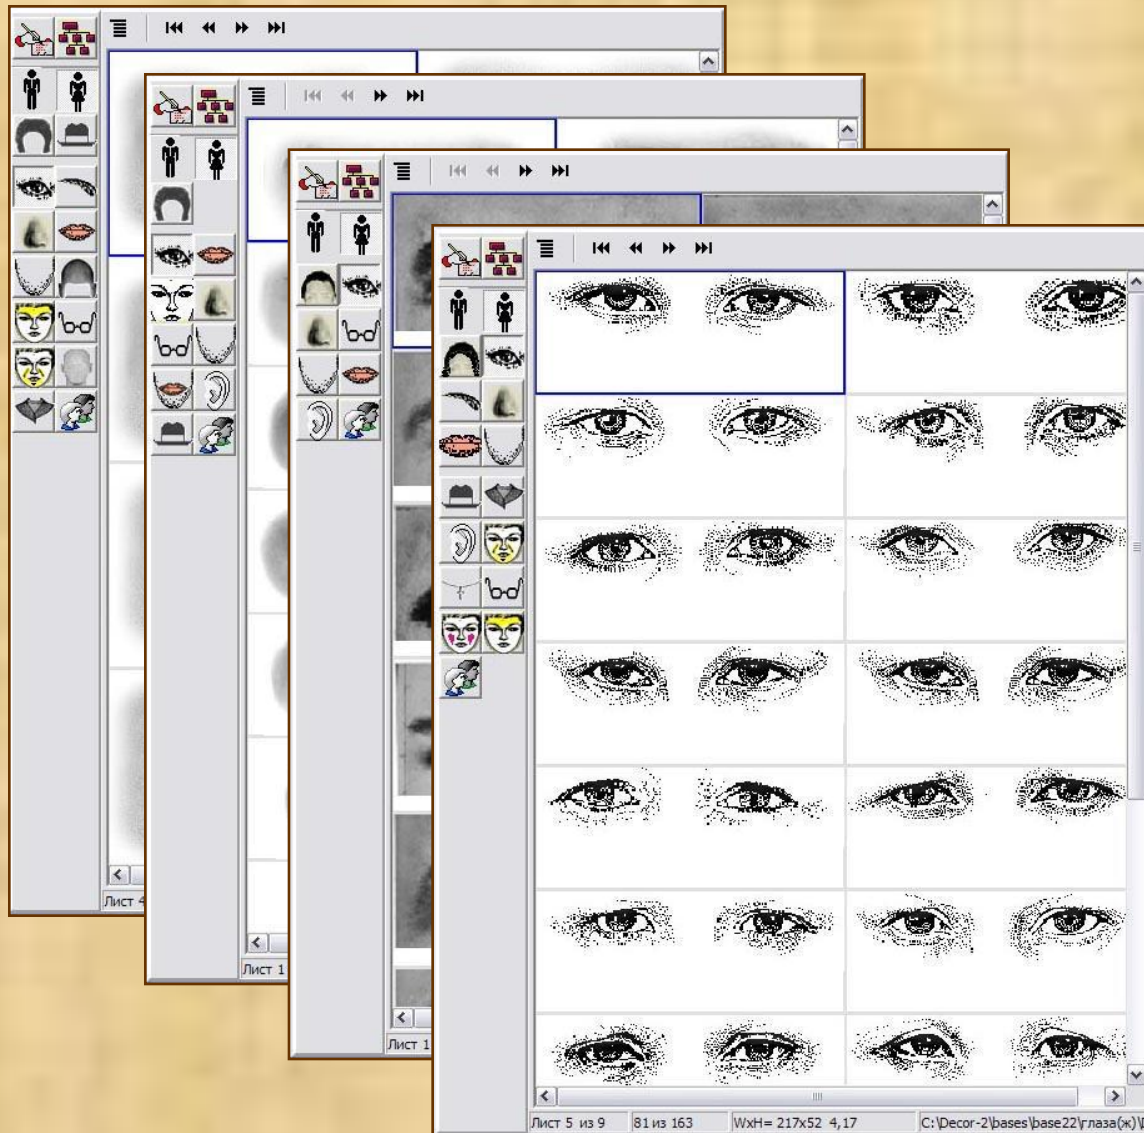 Лист 4
Лист 1
Лист 1
Лист 5 из 9 81 из 163 WxH= 217x52 4,17 C:\Decor-2\bases\base22\глаза(ж)\